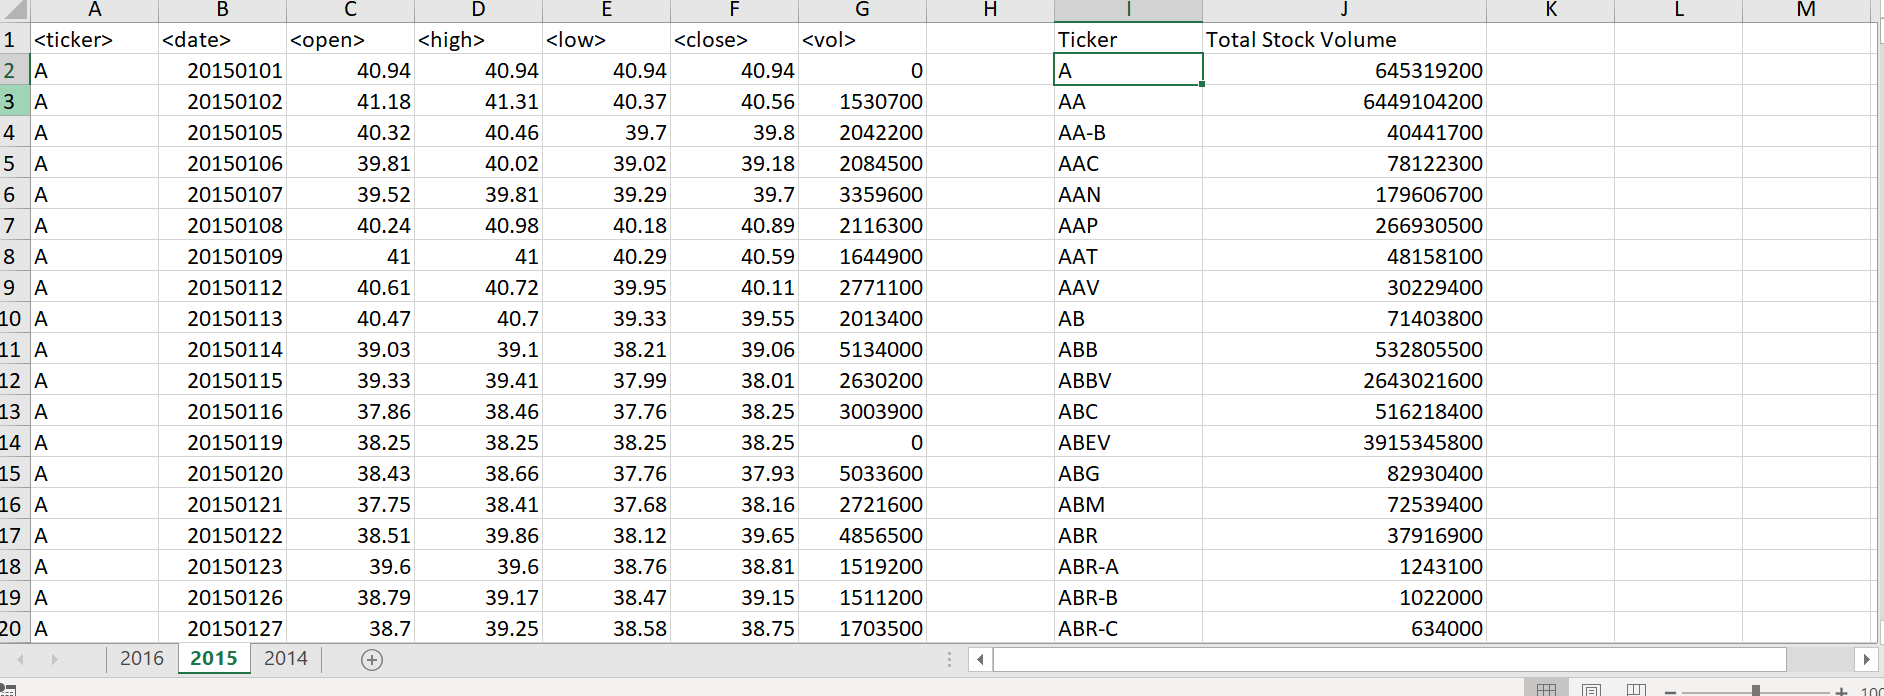 A B C D E F G H I J K L M
1 <ticker> <date> <open> <high> <low> <close> <vol> Ticker Total Stock Volume
2 A 20150101 40.94 40.94 40.94 40.94 0 A 645319200
3 A 20150102 41.18 41.31 40.37 40.56 1530700 AA 6449104200
4 A 20150105 40.32 40.46 39.7 39.8 2042200 AA-B 40441700
5 A 20150106 39.81 40.02 39.02 39.18 2084500 AAC 78122300
6 A 20150107 39.52 39.81 39.29 39.7 3359600 AAN 179606700
7 A 20150108 40.24 40.98 40.18 40.89 2116300 AAP 266930500
8 A 20150109 41 41 40.29 40.59 1644900 AAT 48158100
9 A 20150112 40.61 40.72 39.95 40.11 2771100 AAV 30229400
10 A 20150113 40.47 40.7 39.33 39.55 2013400 AB 71403800
11 A 20150114 39.03 39.1 38.21 39.06 5134000 ABB 532805500
12 A 20150115 39.33 39.41 37.99 38.01 2630200 ABBV 2643021600
13 A 20150116 37.86 38.46 37.76 38.25 3003900 ABC 516218400
14 A 20150119 38.25 38.25 38.25 38.25 0 ABEV 3915345800
15 A 20150120 38.43 38.66 37.76 37.93 5033600 ABG 82930400
16 A 20150121 37.75 38.41 37.68 38.16 2721600 ABM 72539400
17 A 20150122 38.51 39.86 38.12 39.65 4856500 ABR 37916900
18 A 20150123 39.6 39.6 38.76 38.81 1519200 ABR-A 1243100
19 A 20150126 38.79 39.17 38.47 39.15 1511200 ABR-B 1022000
20 A 20150127 38.7 39.25 38.58 38.75 1703500 ABR-C 634000
2016 2015 2014